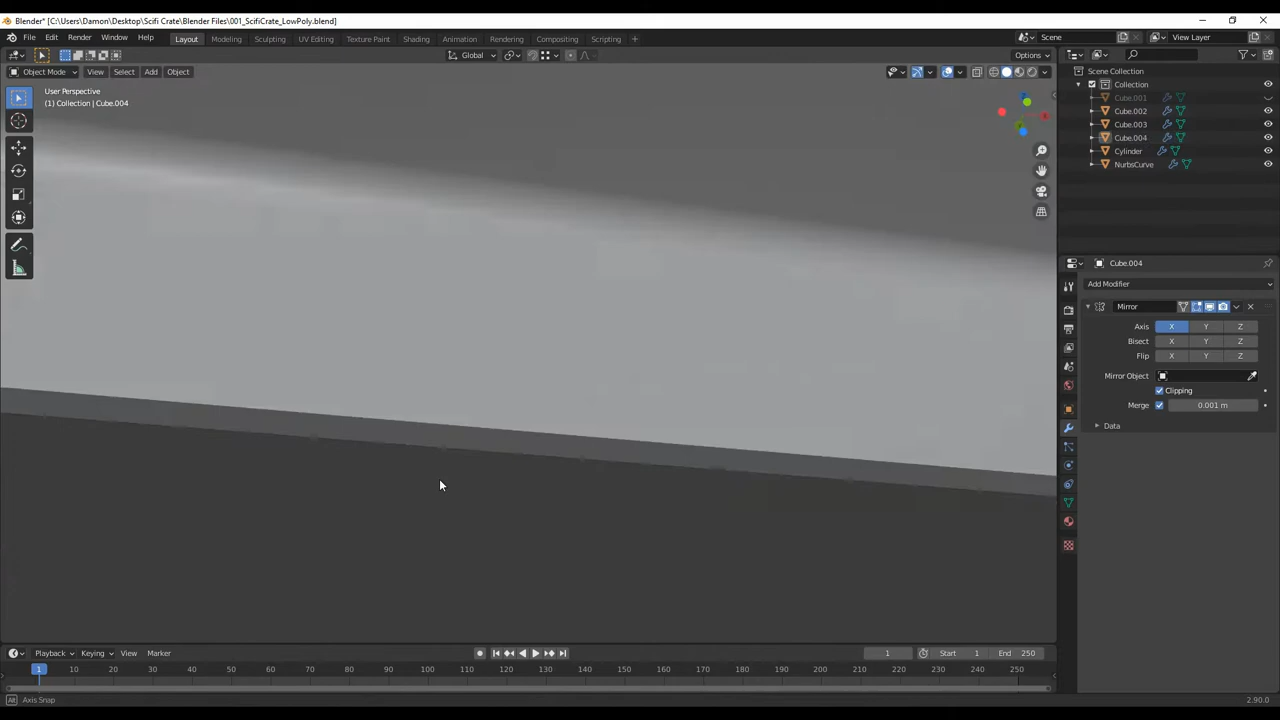 Blender* [C:\Users\Damon\Desktop\Scifi Crate\Blender Files\001_ScifiCrate_LowPoly.blend]
File Edit Render Window Help Layout Modeling Sculpting UV Editing Texture Paint Shading Animation Rendering Compositing Scripting + Scene View Layer
Global Options
Object Mode View Select Add Object
Scene Collection
User Perspective
(1) Collection | Cube.004
Collection
Cube.001
Cube.002
Cube.003
Cube.004
Cylinder
NurbsCurve
Cube.004
Add Modifier
Mirror
Axis X Y Z
Bisect X Y Z
Flip X Y Z
Mirror Object
Clipping
Merge 0.001 m
Data
Playback Keying View Marker 1 Start 1 End 250
1 10 20 30 40 50 60 70 80 90 100 110 120 130 140 150 160 170 180 190 200 210 220 230 240 250
Alt Axis Snap 2.90.0